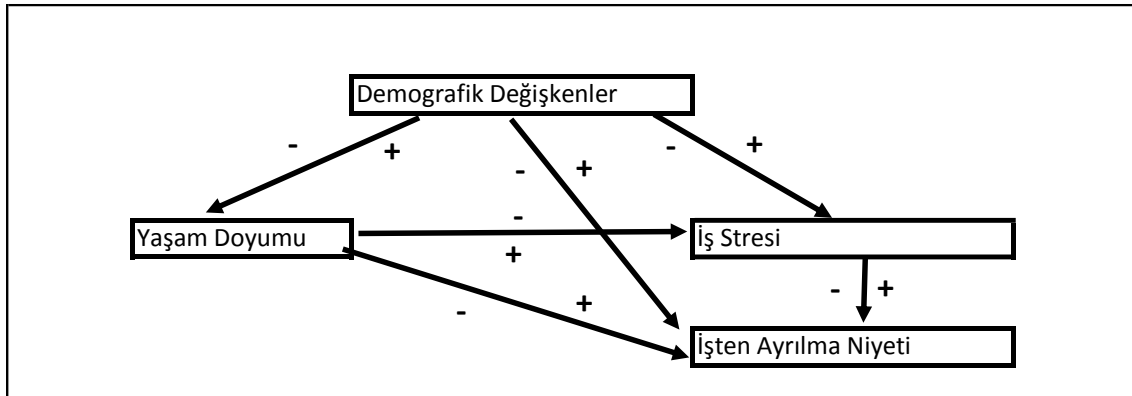 Demografik Değişkenler
- + - + - +
Yaşam Doyumu
- +
İş Stresi
- +
- +
İşten Ayrılma Niyeti